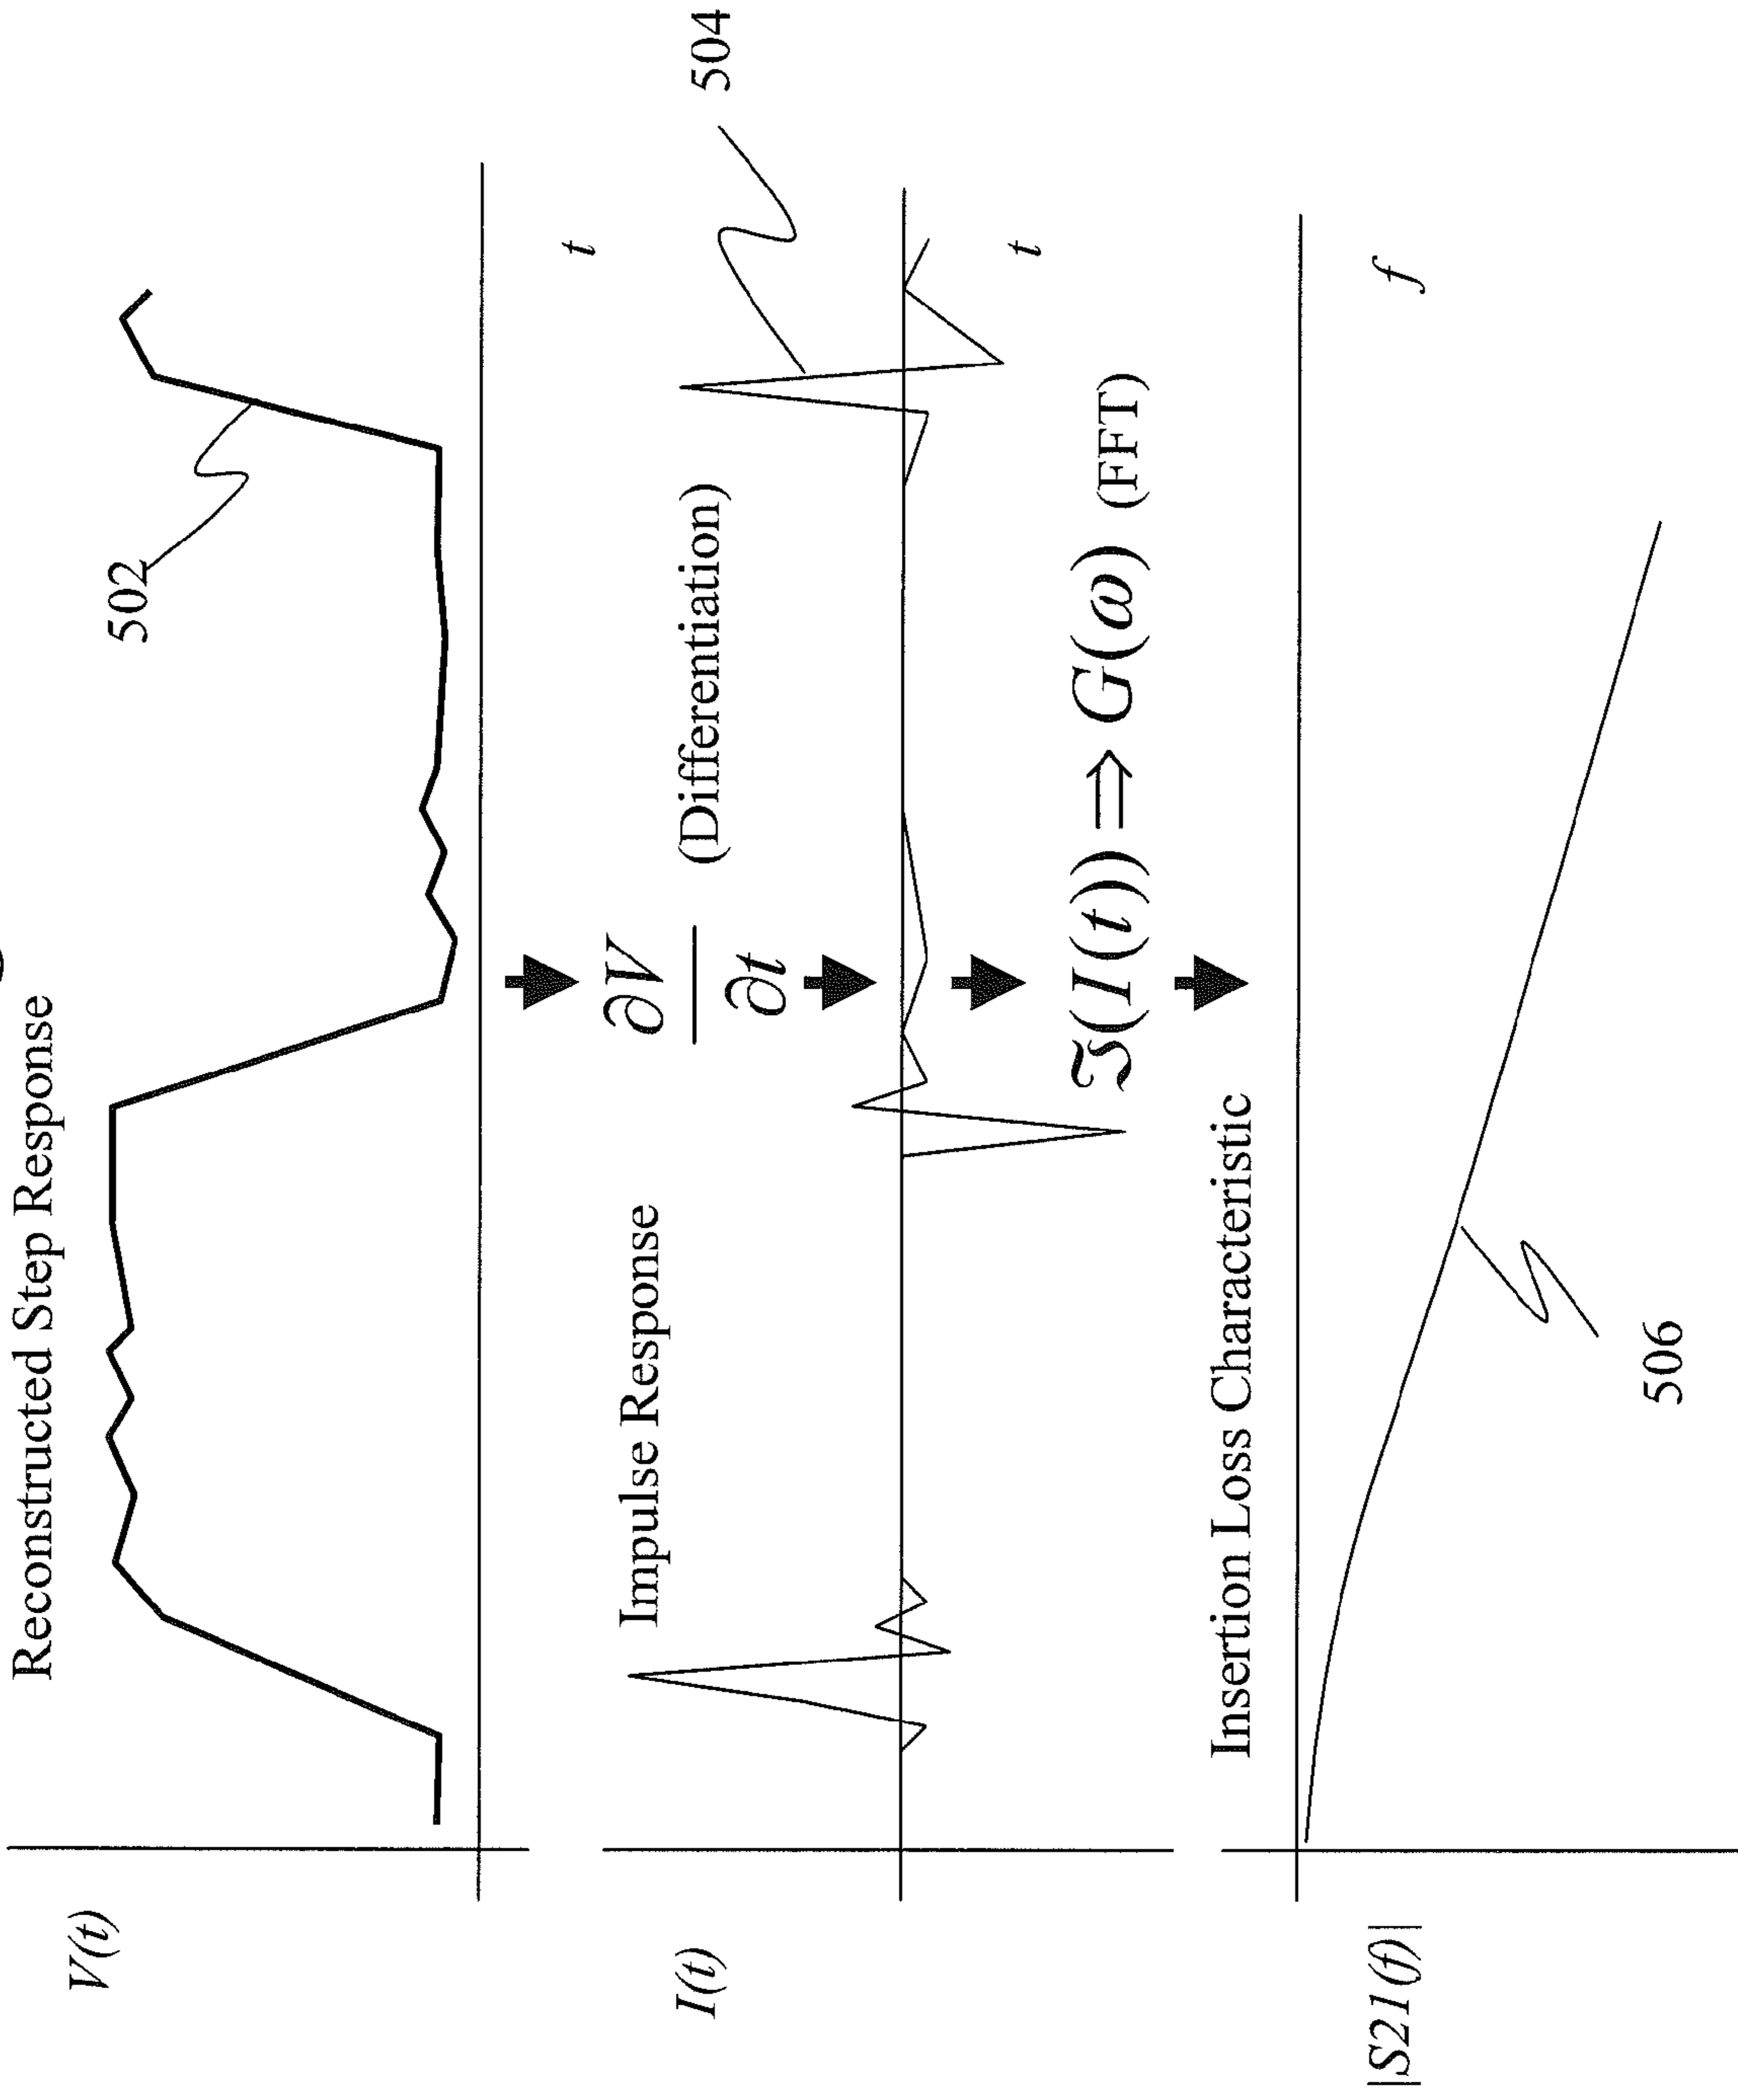 Reconstructed Step Response
V(t)
502
t
∂V
∂t
(Differentiation)
504
Impulse Response
I(t)
t
ℑ(I(t)) ⇒ G(ω) (FFT)
Insertion Loss Characteristic
|S21(f)|
f
506